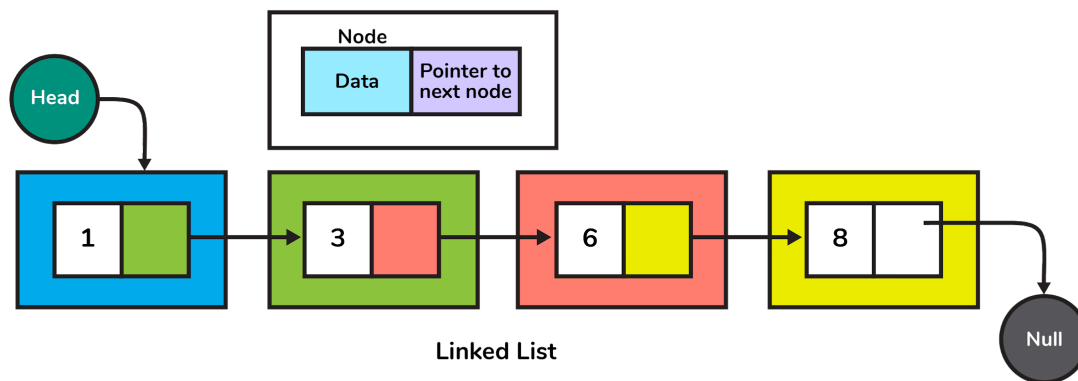 Node
Data
Pointer to
next node
Head
1
3
6
8
Null
Linked List